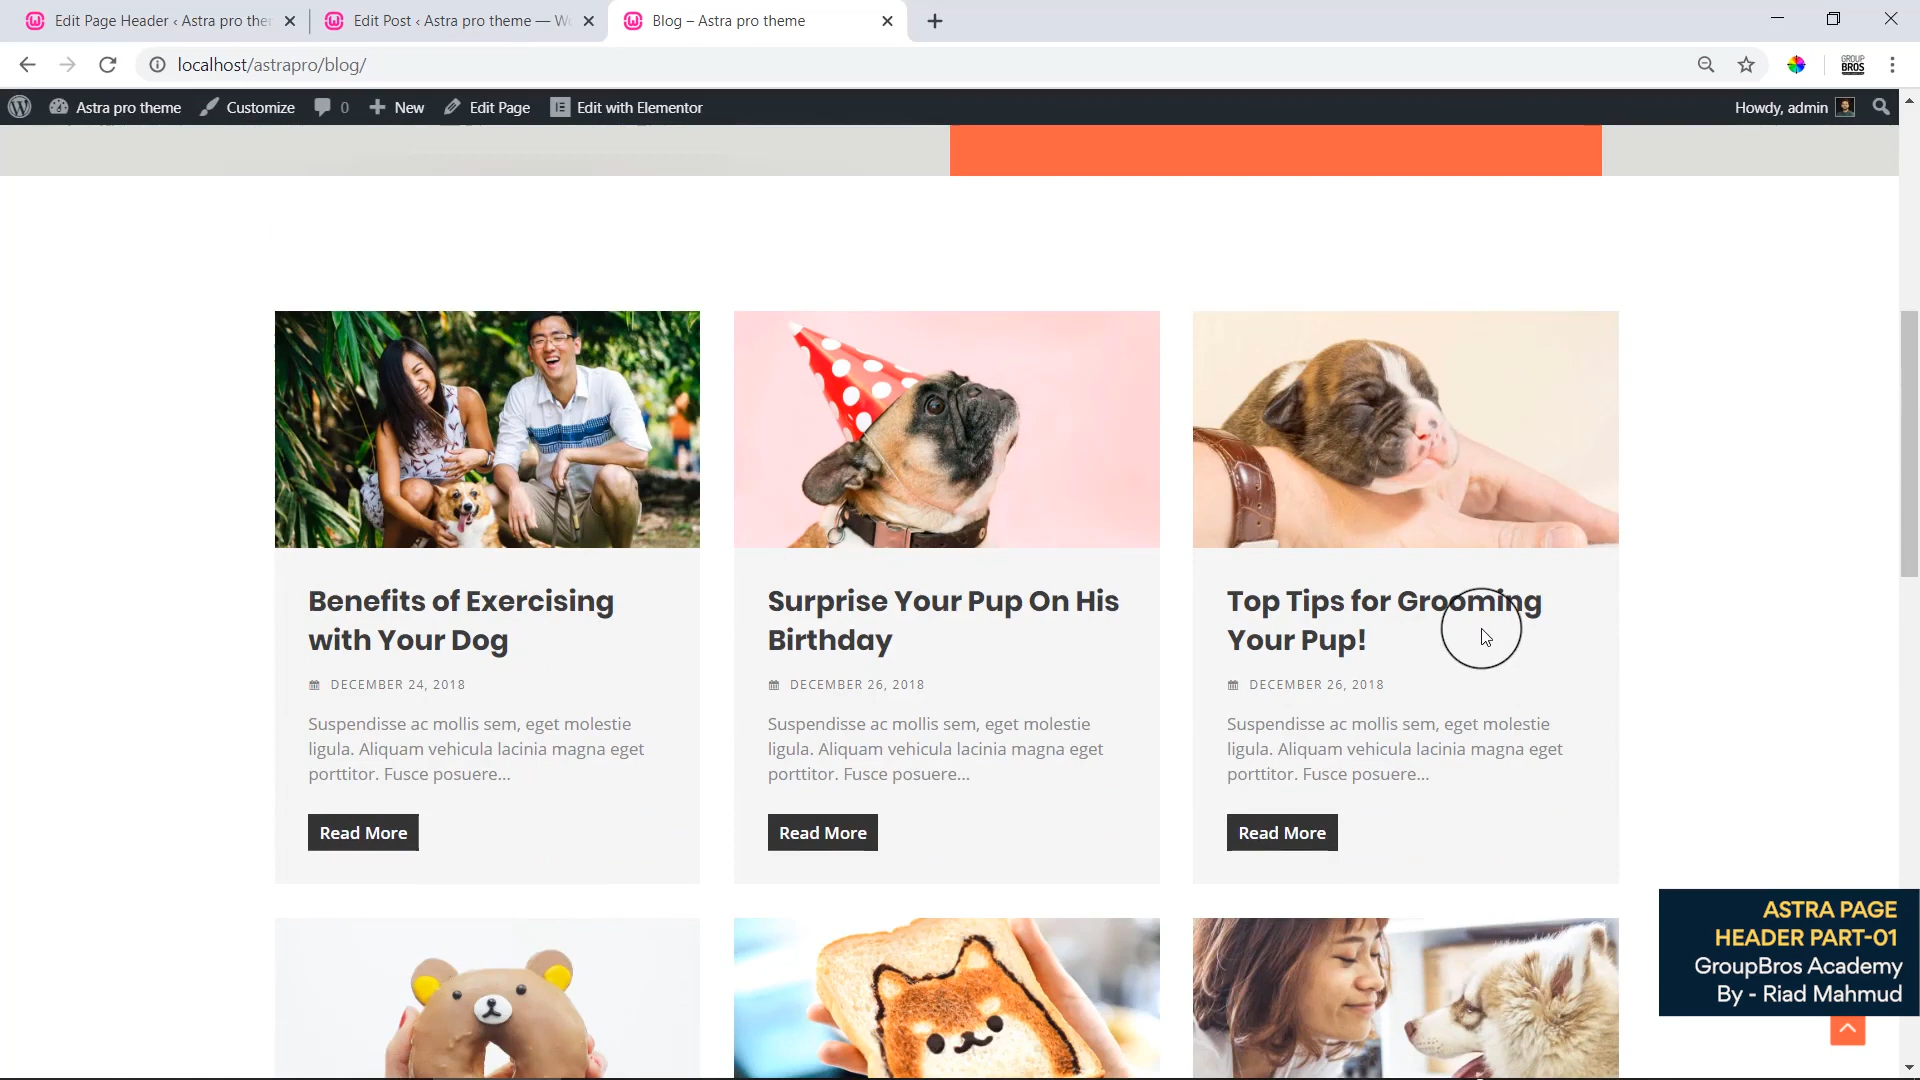 Edit Page Header ‹ Astra pro the
Edit Post ‹ Astra pro theme — W
Blog – Astra pro theme
localhost/astrapro/blog/
GROUP
BROS
Astra pro theme
Customize
0
New
Edit Page
Edit with Elementor
Howdy, admin
Benefits of Exercising
with Your Dog
DECEMBER 24, 2018
Suspendisse ac mollis sem, eget molestie
ligula. Aliquam vehicula lacinia magna eget
porttitor. Fusce posuere...
Read More
Surprise Your Pup On His
Birthday
DECEMBER 26, 2018
Suspendisse ac mollis sem, eget molestie
ligula. Aliquam vehicula lacinia magna eget
porttitor. Fusce posuere...
Read More
Top Tips for Grooming
Your Pup!
DECEMBER 26, 2018
Suspendisse ac mollis sem, eget molestie
ligula. Aliquam vehicula lacinia magna eget
porttitor. Fusce posuere...
Read More
ASTRA PAGE
HEADER PART-01
GroupBros Academy
By - Riad Mahmud